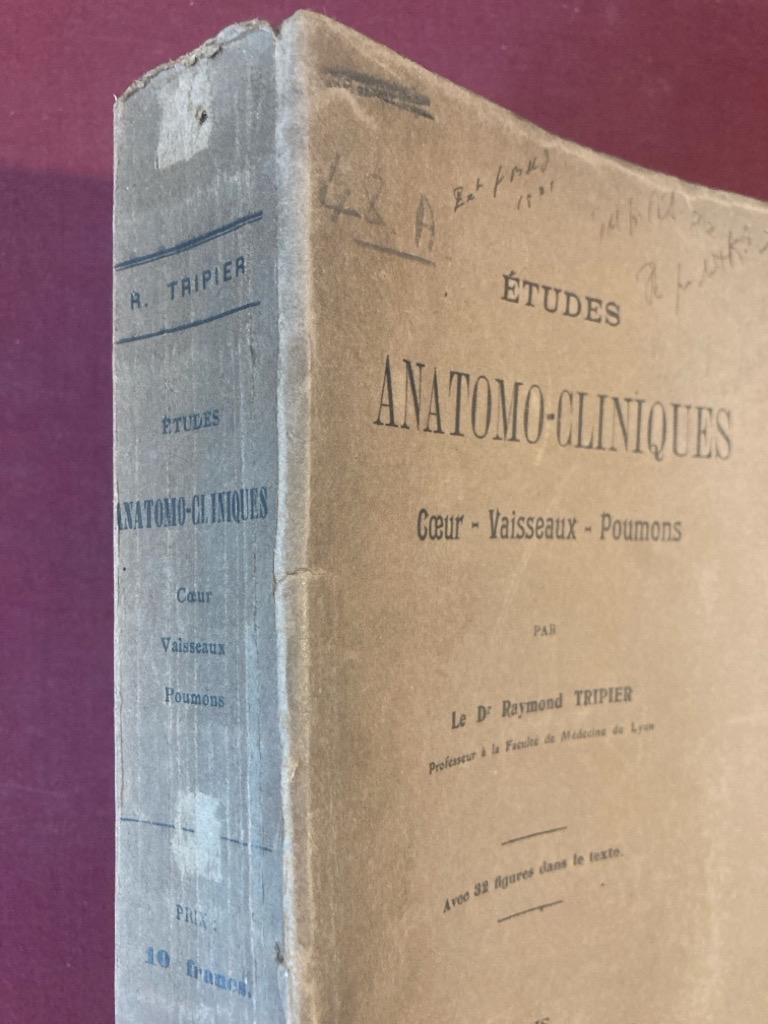 R. TRIPIER
ÉTUDES
ANATOMO-CLINIQUES
Cœur
Vaisseaux
Poumons
PRIX :
10 francs.
48 A
ÉTUDES
ANATOMO-CLINIQUES
Cœur - Vaisseaux - Poumons
PAR
Le Dr Raymond TRIPIER
Professeur à la Faculté de Médecine de Lyon
Avec 32 figures dans le texte.